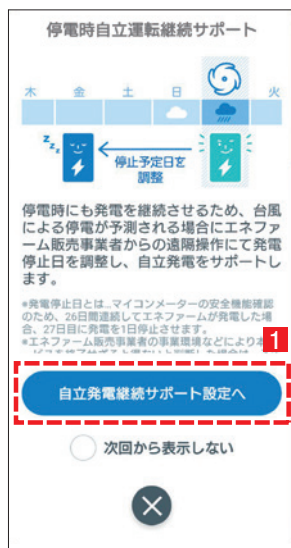 停電時自立運転継続サポート
木 金 土 日 火
zzz
停止予定日を
調整
停電時にも発電を継続させるため、台風
による停電が予測される場合にエネファ
ーム販売事業者からの遠隔操作にて発電
停止日を調整し、自立発電をサポートし
ます。
※発電停止日とは…マイコンメーターの安全機能確認
のため、26日間連続してエネファームが発電した場
合、27日目に発電を1日停止させます。
※エネファーム販売事業者の事業環境などにより本
1
自立発電継続サポート設定へ
次回から表示しない